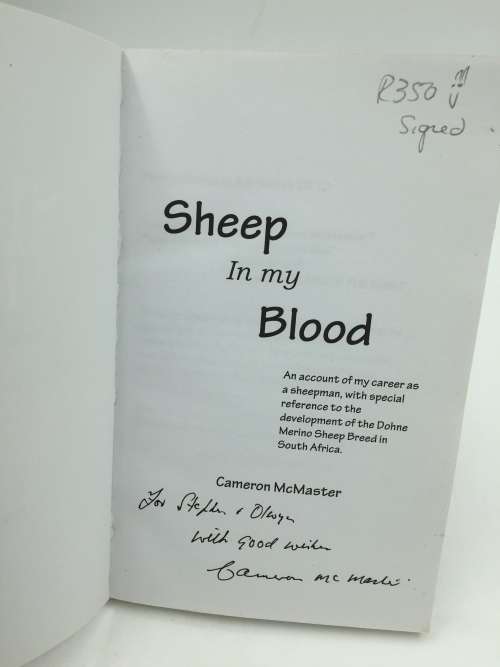 R350
Signed
Sheep
In my
Blood
An account of my career as
a sheepman, with special
reference to the
development of the Dohne
Merino Sheep Breed in
South Africa.
Cameron McMaster
For Stephen & Olwyn
with good wishes
Cameron McMaster